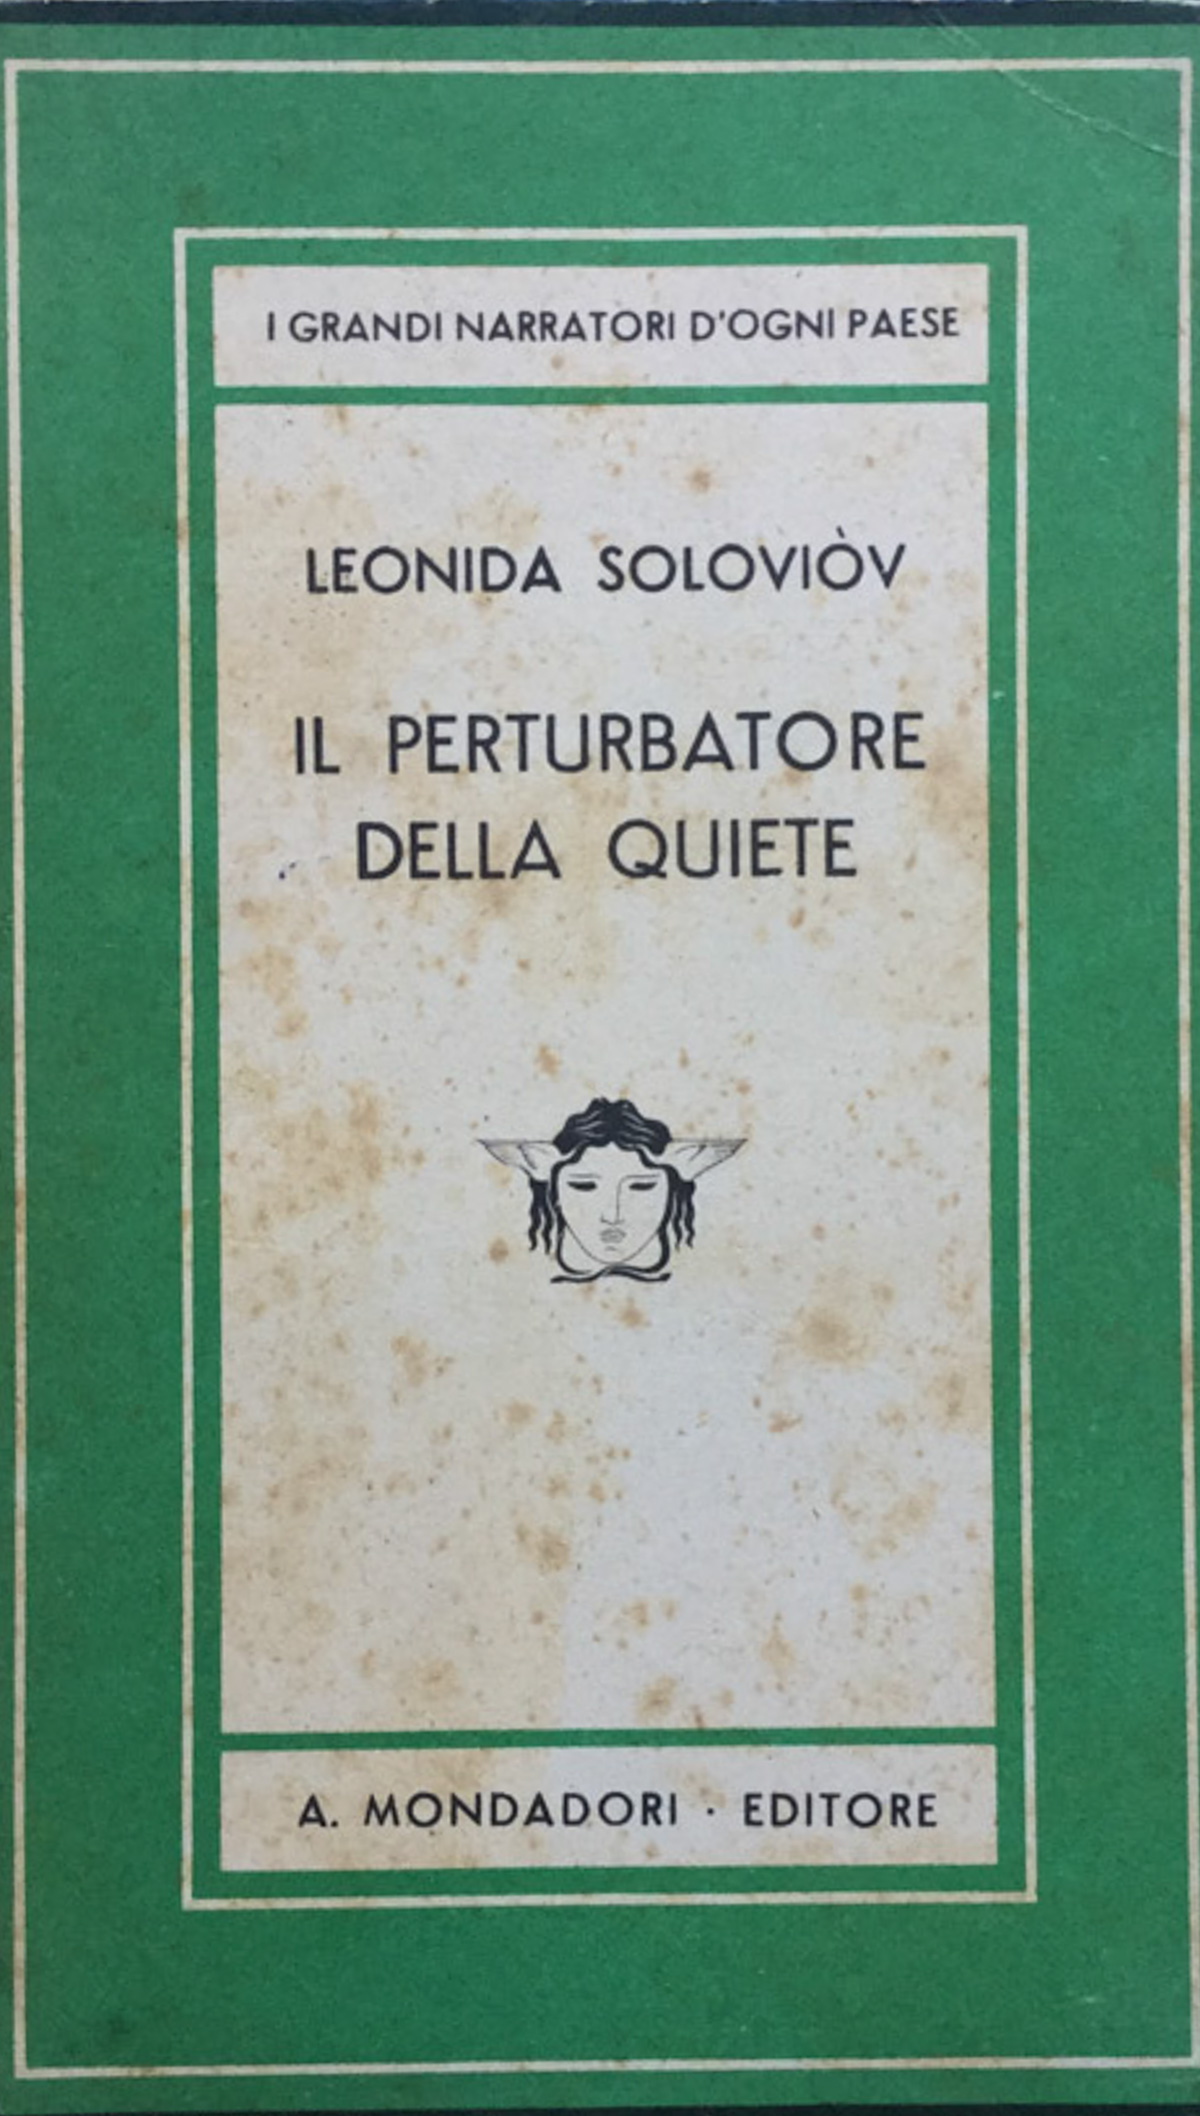 I GRANDI NARRATORI D'OGNI PAESE
LEONIDA SOLOVIÒV
IL PERTURBATORE
DELLA QUIETE
A. MONDADORI · EDITORE